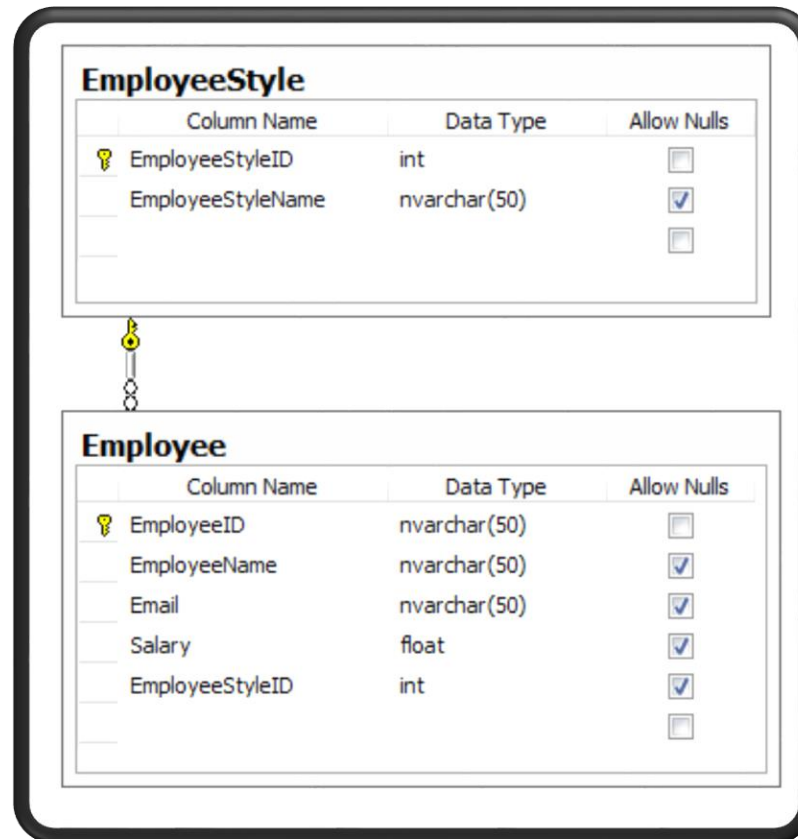 EmployeeStyle
Column Name Data Type Allow Nulls
EmployeeStyleID int
EmployeeStyleName nvarchar(50)
Employee
Column Name Data Type Allow Nulls
EmployeeID nvarchar(50)
EmployeeName nvarchar(50)
Email nvarchar(50)
Salary float
EmployeeStyleID int